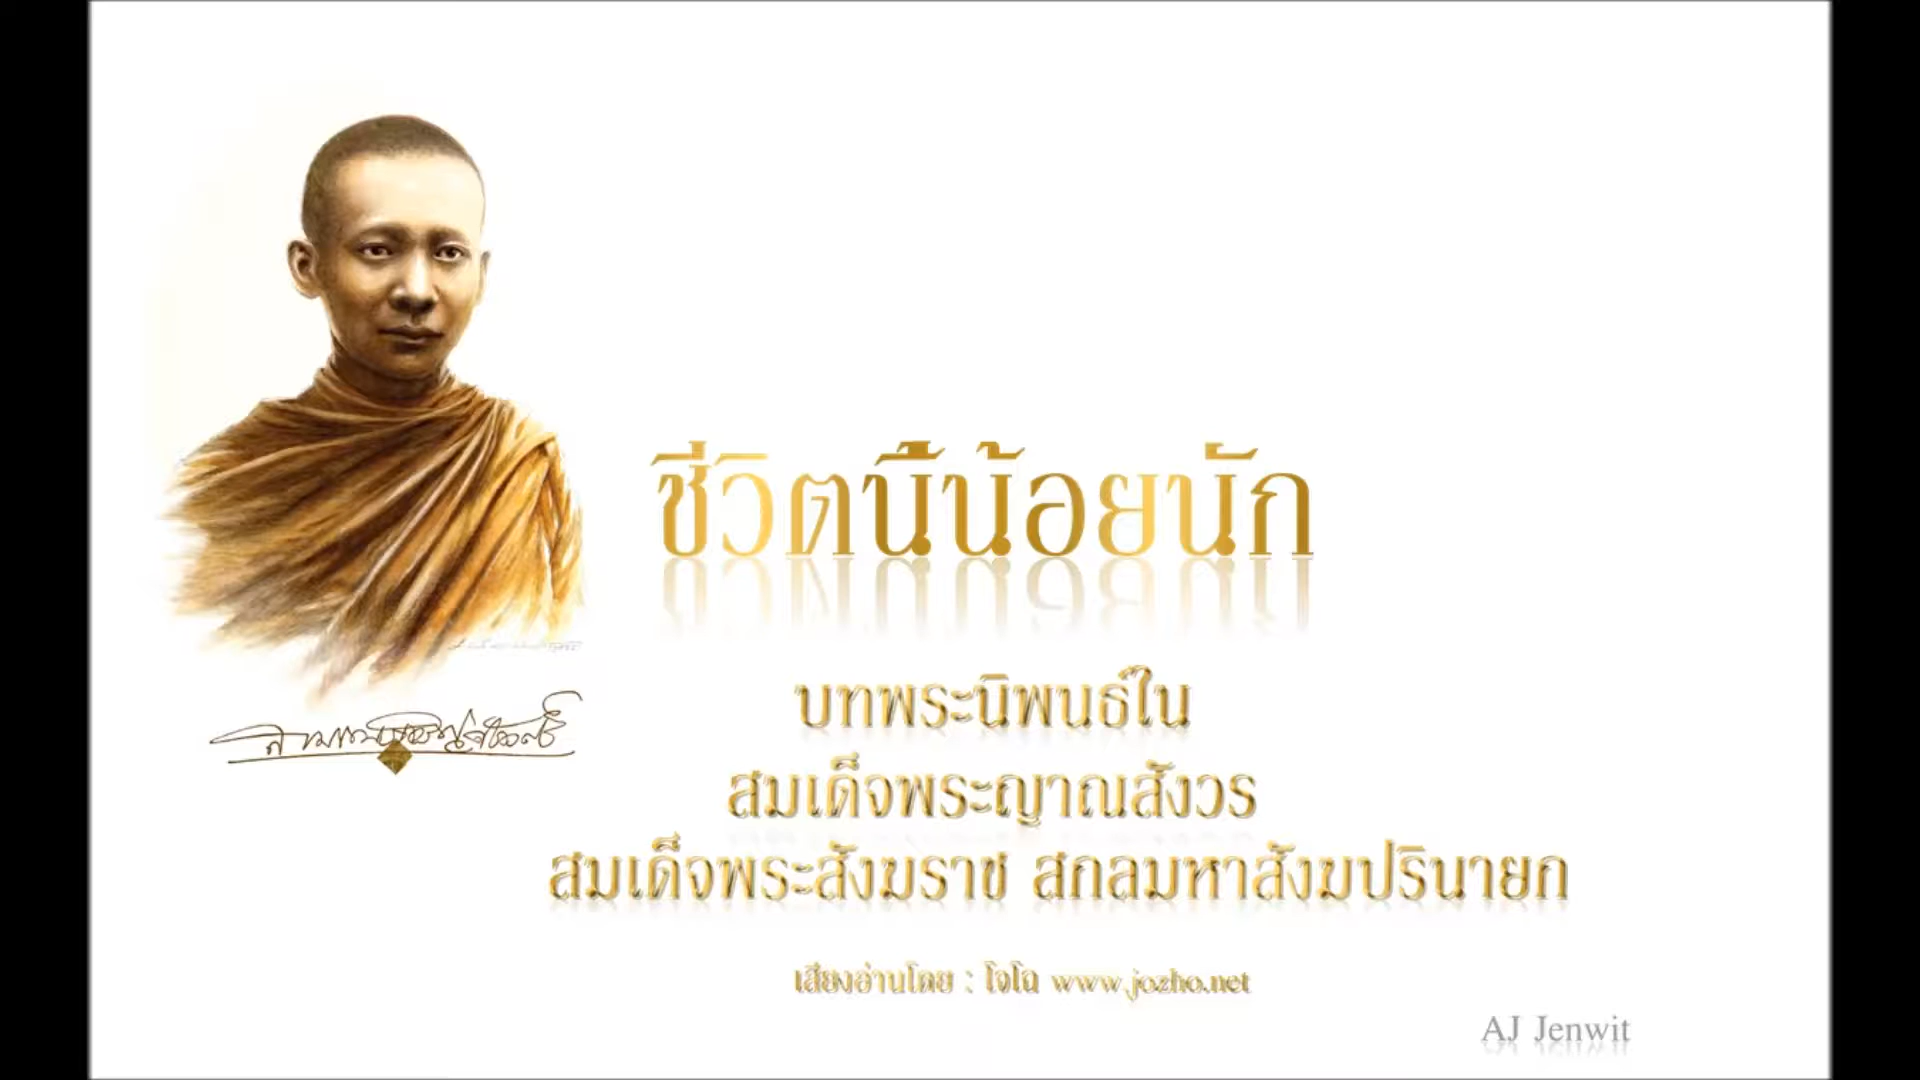 ชีวิตนี้น้อยนัก
บทพระนิพนธ์ใน
สมเด็จพระญาณสังวร
สมเด็จพระสังฆราช สกลมหาสังฆปรินายก
เสียงอ่านโดย : โจโฉ www.jozho.net
AJ Jenwit